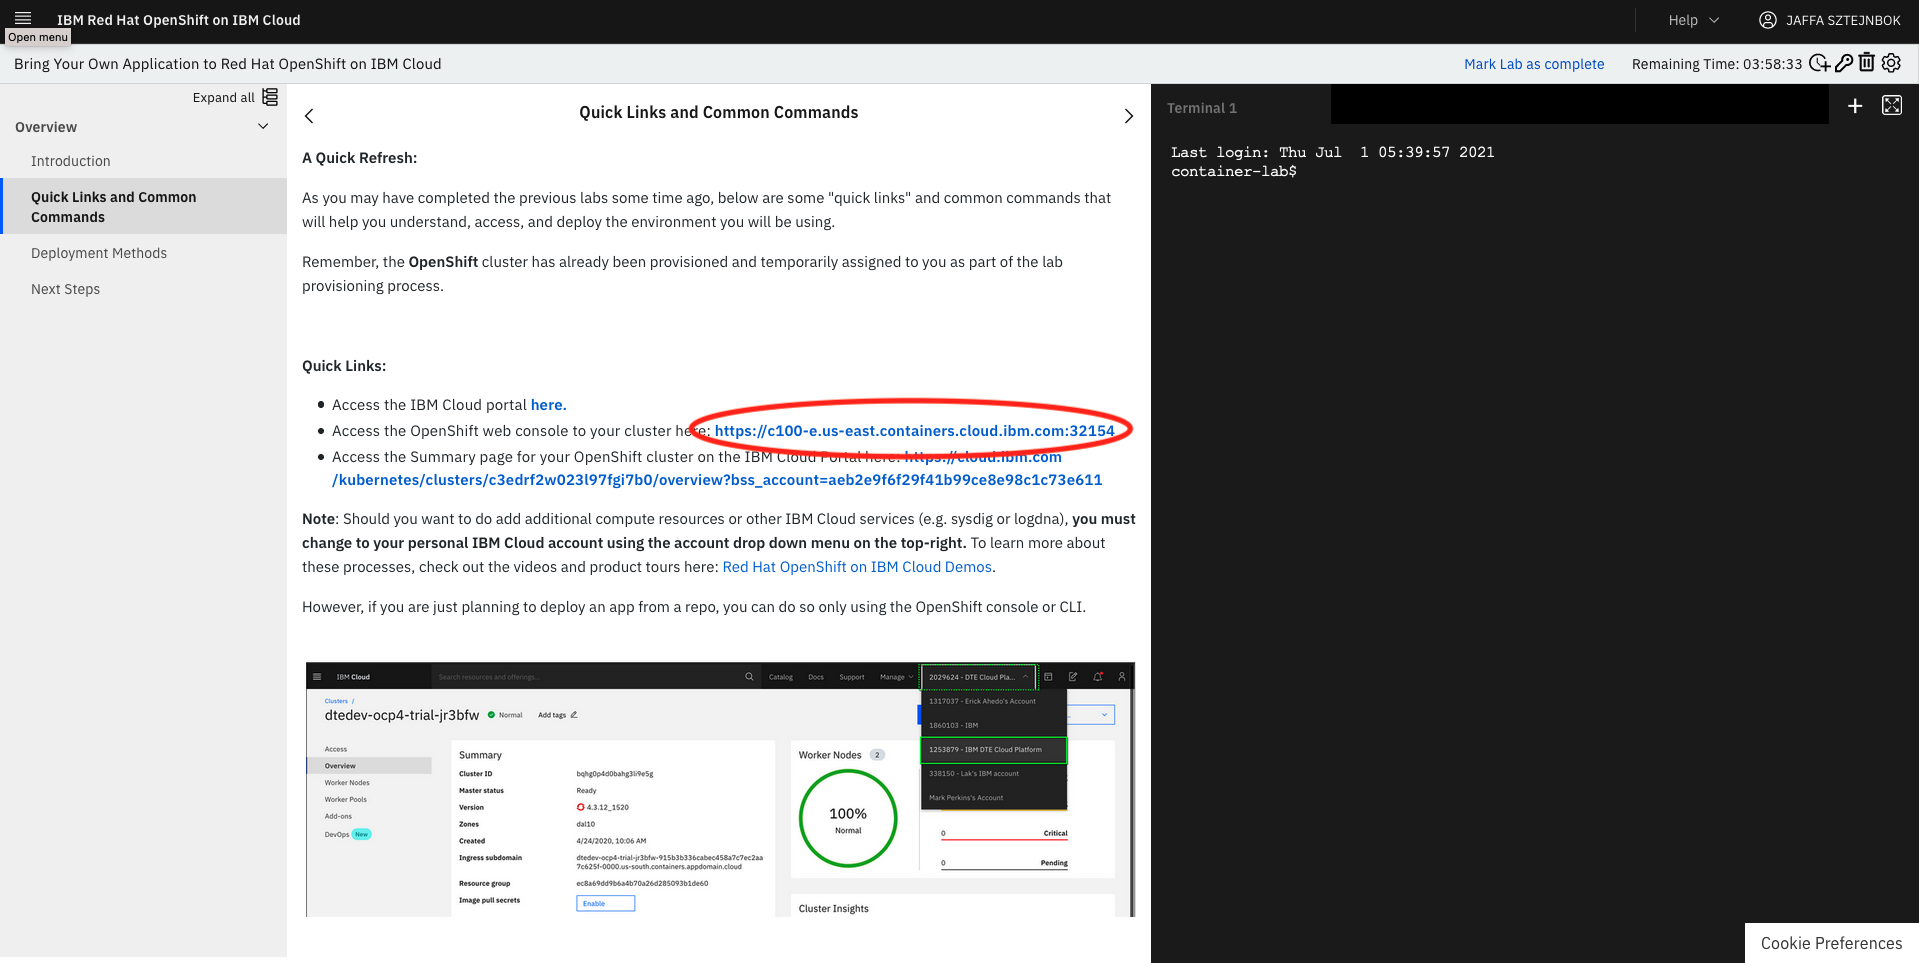 IBM Red Hat OpenShift on IBM Cloud
Help
JAFFA SZTEJNBOK
Open menu
Bring Your Own Application to Red Hat OpenShift on IBM Cloud
Mark Lab as complete
Remaining Time: 03:58:33
Expand all
Overview
Introduction
Quick Links and Common
Commands
Deployment Methods
Next Steps
Quick Links and Common Commands
A Quick Refresh:
As you may have completed the previous labs some time ago, below are some "quick links" and common commands that
will help you understand, access, and deploy the environment you will be using.
Remember, the OpenShift cluster has already been provisioned and temporarily assigned to you as part of the lab
provisioning process.
Quick Links:
Access the IBM Cloud portal here.
Access the OpenShift web console to your cluster here: https://c100-e.us-east.containers.cloud.ibm.com:32154
Access the Summary page for your OpenShift cluster on the IBM Cloud Portal here: https://cloud.ibm.com
/kubernetes/clusters/c3edrf2w023l97fgi7b0/overview?bss_account=aeb2e9f6f29f41b99ce8e98c1c73e611
Note: Should you want to do add additional compute resources or other IBM Cloud services (e.g. sysdig or logdna), you must
change to your personal IBM Cloud account using the account drop down menu on the top-right. To learn more about
these processes, check out the videos and product tours here: Red Hat OpenShift on IBM Cloud Demos.
However, if you are just planning to deploy an app from a repo, you can do so only using the OpenShift console or CLI.
IBM Cloud
Search resources and offerings...
Catalog
Docs
Support
Manage
2029624 - DTE Cloud Pla...
1317037 - Erick Ahedo's Account
1860103 - IBM
1253879 - IBM DTE Cloud Platform
338150 - Lak's IBM account
Mark Perkins's Account
Clusters /
dtedev-ocp4-trial-jr3bfw
Normal
Add tags
Access
Overview
Worker Nodes
Worker Pools
Add-ons
DevOps New
Summary
Cluster ID bqhg0p4d0bahg3li9e5g
Master status Ready
Version 4.3.12_1520
Zones dal10
Created 4/24/2020, 10:06 AM
Ingress subdomain dtedev-ocp4-trial-jr3bfw-915b3b336cabec458a7c7ec2aa
7c625f-0000.us-south.containers.appdomain.cloud
Resource group ec8a69dd9b6a4b70a26d285093b1de60
Image pull secrets Enable
Worker Nodes 2
100%
Normal
0 Critical
0 Pending
Cluster Insights
Terminal 1
Last login: Thu Jul  1 05:39:57 2021
container-lab$
Cookie Preferences